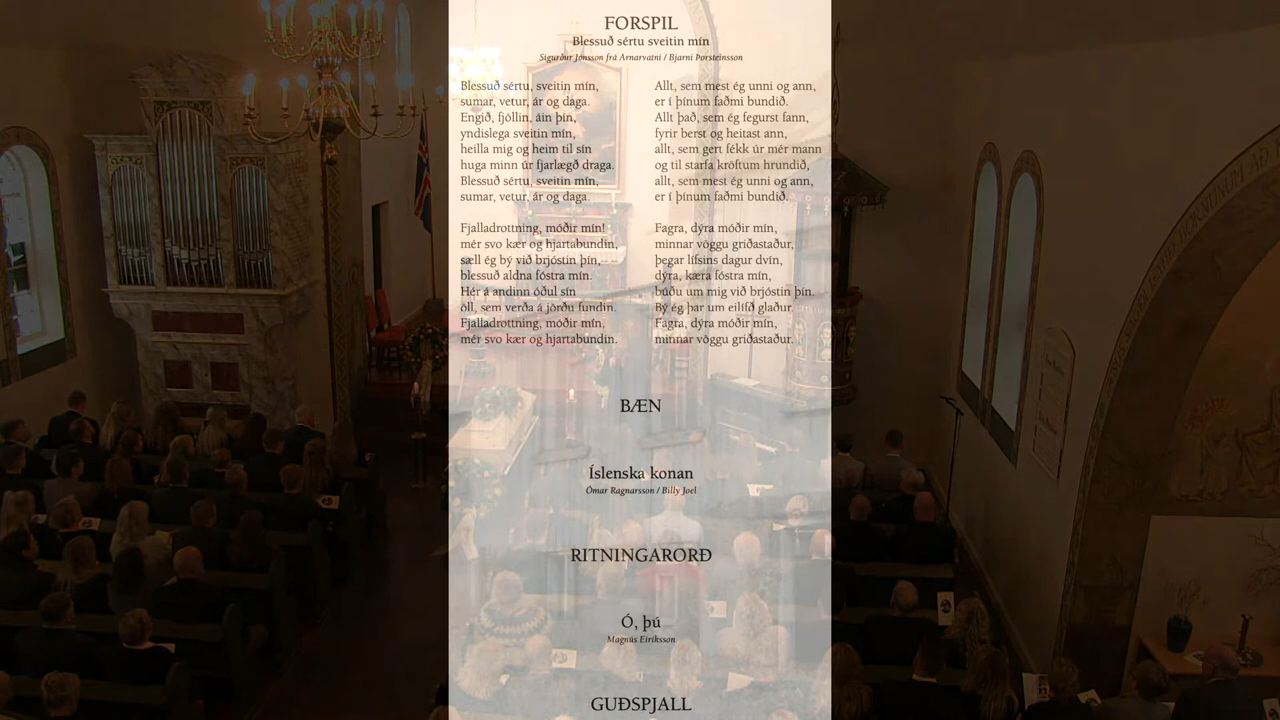 FORSPIL
Blessuð sértu sveitin mín
Sigurður Jónsson frá Arnarvatni / Bjarni Þorsteinsson
Blessuð sértu, sveitin mín,
sumar, vetur, ár og daga.
Engið, fjöllin, áin þín,
yndislega sveitin mín,
heilla mig og heim til sín
huga minn úr fjarlægð draga.
Blessuð sértu, sveitin mín,
sumar, vetur, ár og daga.
Fjalladrottning, móðir mín!
mér svo kær og hjartabundin,
sæll ég bý við brjóstin þín,
blessuð aldna fóstra mín.
Hér á andinn óðul sín
öll, sem verða á jörðu fundin.
Fjalladrottning, móðir mín,
mér svo kær og hjartabundin.
Allt, sem mest ég unni og ann,
er í þínum faðmi bundið.
Allt það, sem ég fegurst fann,
fyrir berst og heitast ann,
allt, sem gert fékk úr mér mann
og til starfa kröftum hrundið,
allt, sem mest ég unni og ann,
er í þínum faðmi bundið.
Fagra, dýra móðir mín,
minnar vöggu griðastaður,
þegar lífsins dagur dvín,
dýra, kæra fóstra mín,
búðu um mig við brjóstin þín.
Bý ég þar um eilífð glaður.
Fagra, dýra móðir mín,
minnar vöggu griðastaður.
BÆN
Íslenska konan
Ómar Ragnarsson / Billy Joel
RITNINGARORÐ
Ó, þú
Magnús Eiríksson
GUÐSPJALL